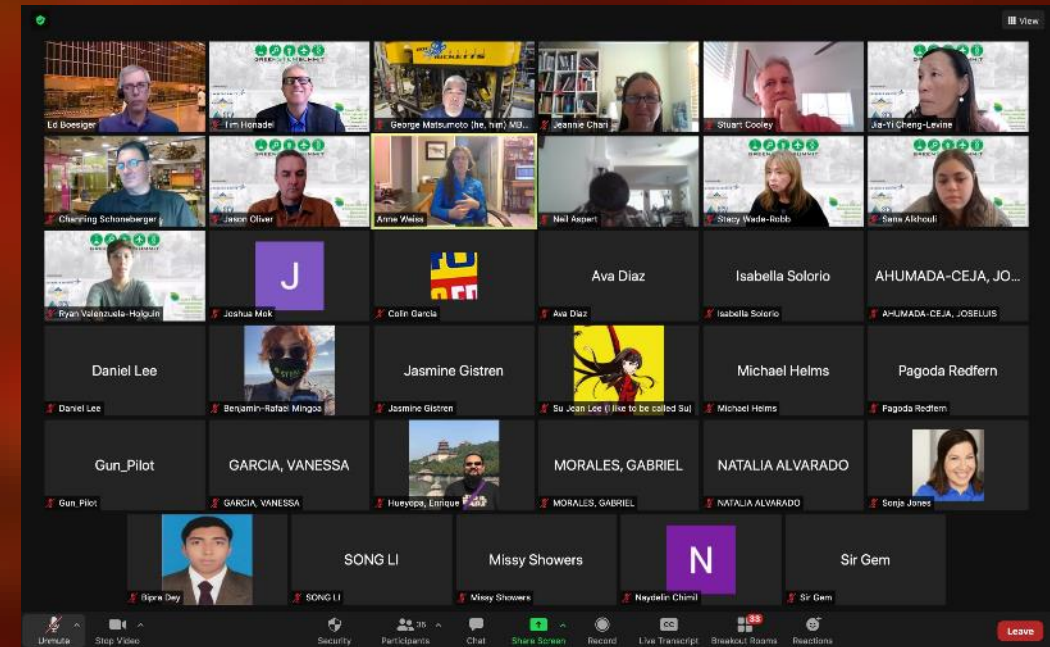 View
Ed Boesiger
Tim Honadel
George Matsumoto (he, him) MB...
Jeannie Chari
Stuart Cooley
Jia-Yi Cheng-Levine
Channing Schoneberger
Jason Oliver
Anne Weiss
Neil Aspert
Stacy Wade-Robb
Sana Alkhouli
Ryan Valenzuela-Holguin
J
Joshua Mok
Colin Garcia
Ava Diaz
Ava Diaz
Isabella Solorio
Isabella Solorio
AHUMADA-CEJA, JO...
AHUMADA-CEJA, JOSELUIS
Daniel Lee
Daniel Lee
Benjamin-Rafael Mingoa
Jasmine Gistren
Jasmine Gistren
Su Jean Lee (I like to be called Su)
Michael Helms
Michael Helms
Pagoda Redfern
Pagoda Redfern
Gun_Pilot
Gun_Pilot
GARCIA, VANESSA
GARCIA, VANESSA
Hueyopa, Enrique
MORALES, GABRIEL
MORALES, GABRIEL
NATALIA ALVARADO
NATALIA ALVARADO
Sonja Jones
Bipra Dey
SONG LI
SONG LI
Missy Showers
Missy Showers
N
Naydelin Chimil
Sir Gem
Sir Gem
Unmute
Stop Video
Security
35
Participants
Chat
Share Screen
Record
CC
Live Transcript
33
Breakout Rooms
Reactions
Leave